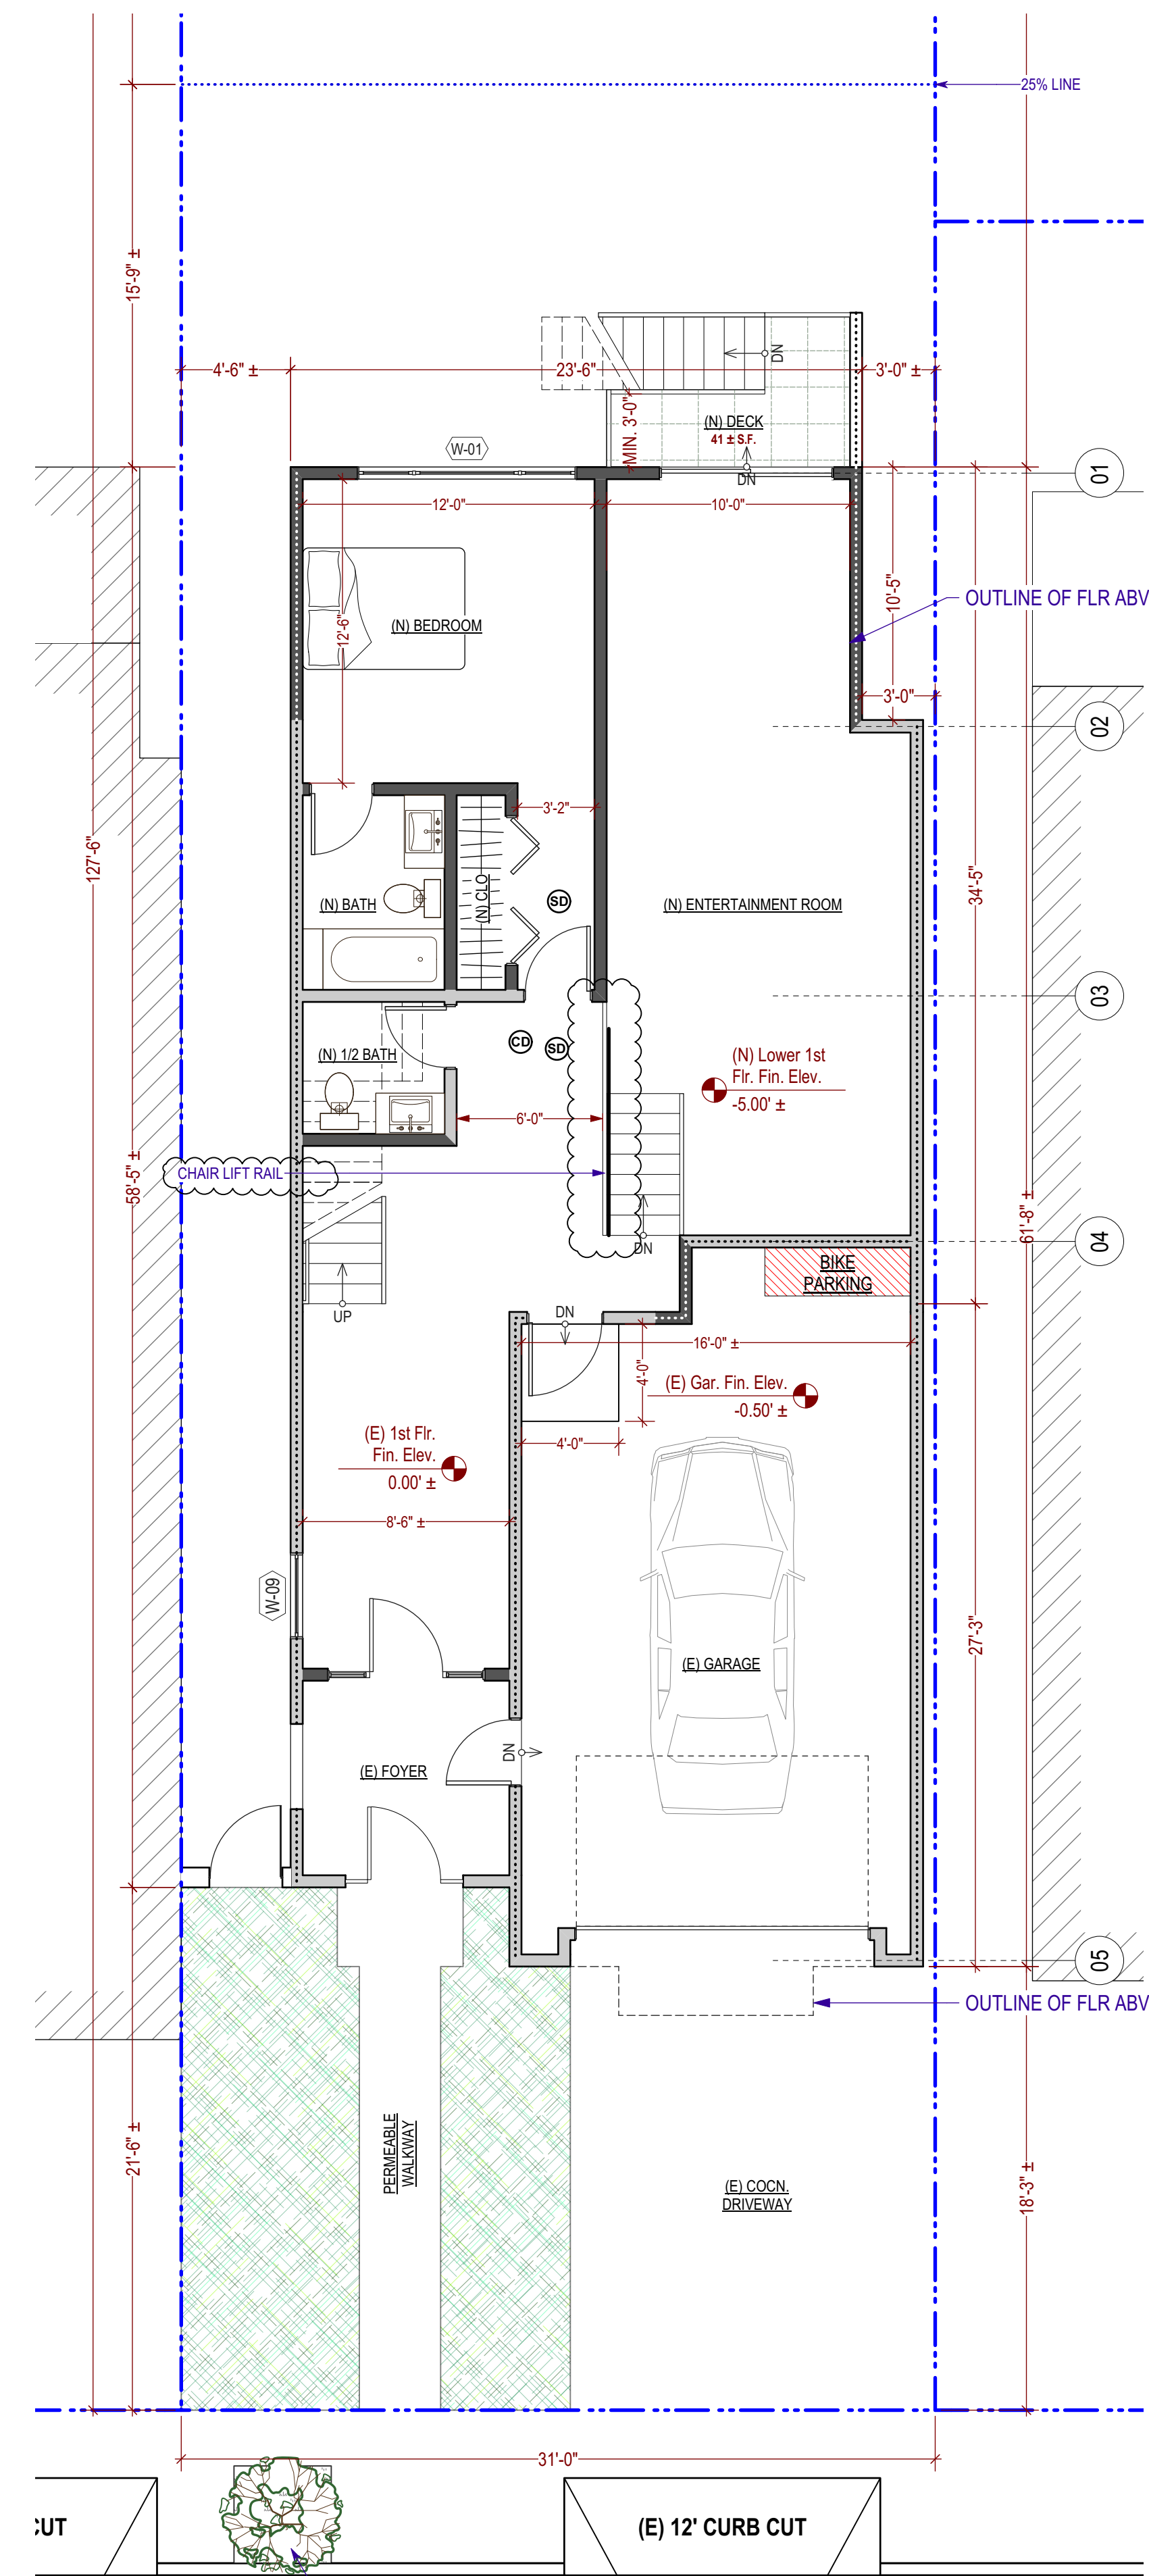 25% LINE
15'-9" ±
4'-6" ±
23'-6"
3'-0" ±
DN
MIN. 3'-0"
(N) DECK
41 ± S.F.
W-01
DN
01
12'-0"
10'-0"
10'-5"
OUTLINE OF FLR ABV
12'-6"
(N) BEDROOM
3'-0"
02
3'-2"
127'-6"
(N) BATH
(N) CLO
SD
(N) ENTERTAINMENT ROOM
34'-5"
03
CD
SD
(N) 1/2 BATH
(N) Lower 1st
Flr. Fin. Elev.
-5.00' ±
6'-0"
CHAIR LIFT RAIL
58'-5" ±
61'-8" ±
DN
04
BIKE
PARKING
UP
DN
16'-0" ±
4'-0"
(E) Gar. Fin. Elev.
-0.50' ±
(E) 1st Flr.
Fin. Elev.
0.00' ±
4'-0"
8'-6" ±
W-09
27'-3"
(E) GARAGE
DN
(E) FOYER
05
OUTLINE OF FLR ABV
21'-6" ±
PERMEABLE
WALKWAY
(E) COCN.
DRIVEWAY
18'-3" ±
31'-0"
CUT
(E) 12' CURB CUT